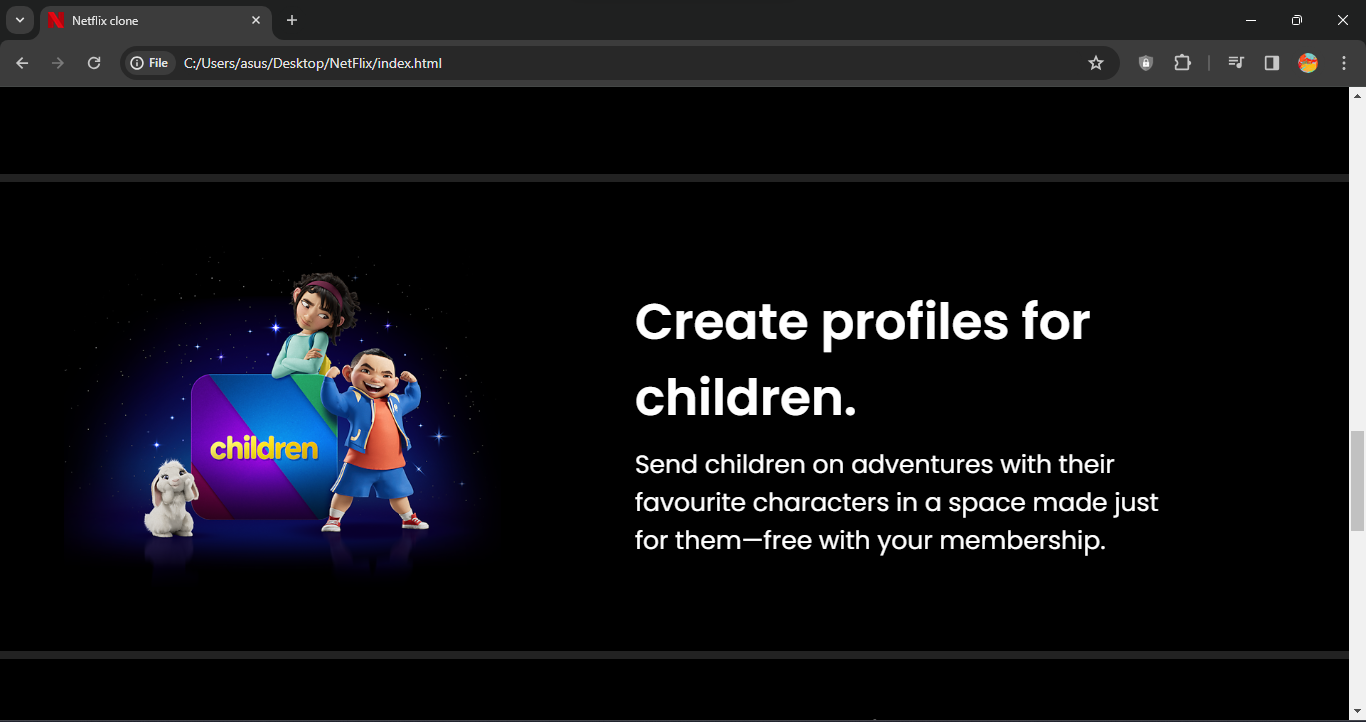 Netflix clone
File C:/Users/asus/Desktop/NetFlix/index.html
Create profiles for
children.
children
Send children on adventures with their
favourite characters in a space made just
for them—free with your membership.